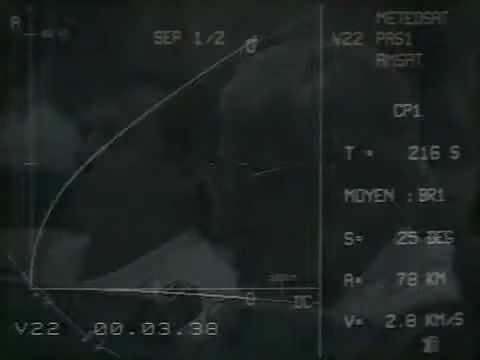 A
SEP 1/2
METEOSAT
V22 PAS1
AMSAT
CP1
T = 216 S
MOYEN : BR1
S= 25 DEG
A= 78 KM
V= 2.8 KM/S
DC
V22 00.03.38